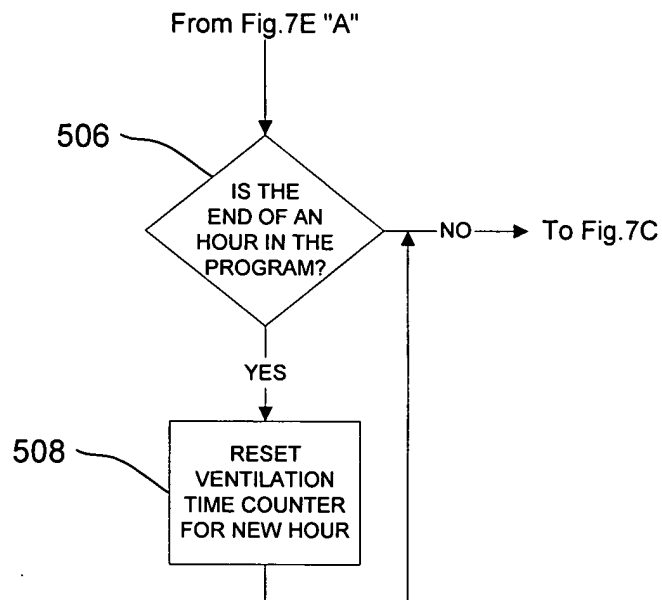 From Fig.7E "A"
506
IS THE
END OF AN
HOUR IN THE
PROGRAM?
NO
To Fig.7C
YES
508
RESET
VENTILATION
TIME COUNTER
FOR NEW HOUR